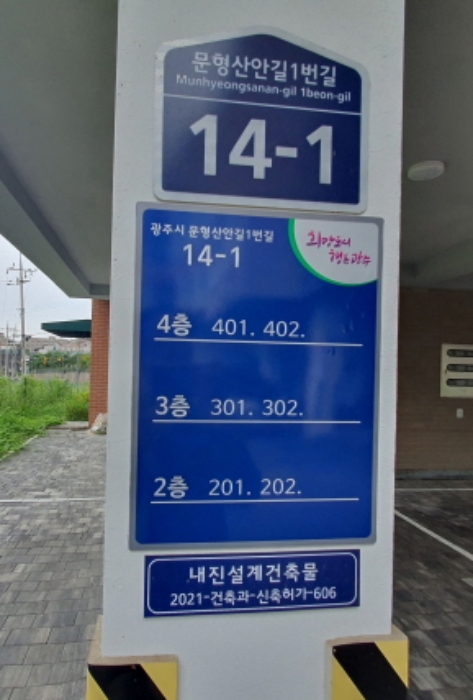 문형산안길1번길
Munhyeongsanan-gil 1beon-gil
14-1
광주시 문형산안길1번길
14-1
희망도시
행복광주
4층 401. 402.
3층 301. 302.
2층 201. 202.
내진설계건축물
2021-건축과-신축허가-606